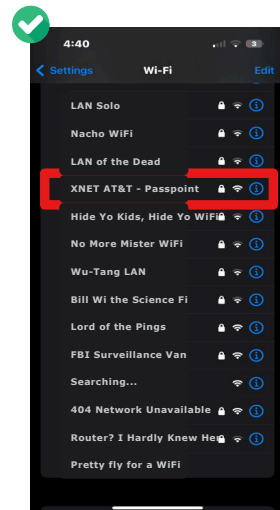 4:40
33
Settings
Wi-Fi
Edit
LAN Solo
Nacho WiFi
LAN of the Dead
XNET AT&T - Passpoint
Hide Yo Kids, Hide Yo WiFi
No More Mister WiFi
Wu-Tang LAN
Bill Wi the Science Fi
Lord of the Pings
FBI Surveillance Van
Searching...
404 Network Unavailable
Router? I Hardly Knew Her
Pretty fly for a WiFi